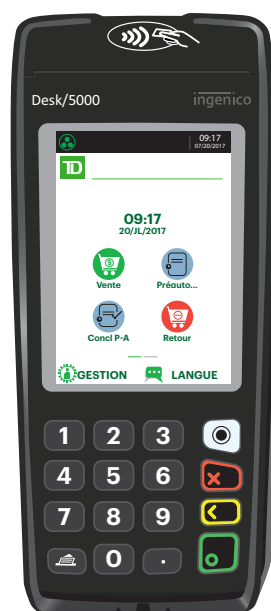 Desk/5000 ingenico
09:17
07/20/2017
TD
09:17
20/JL/2017
Vente Préauto...
Concl P-A Retour
GESTION LANGUE
1 2 3
4 5 6
7 8 9
0 .